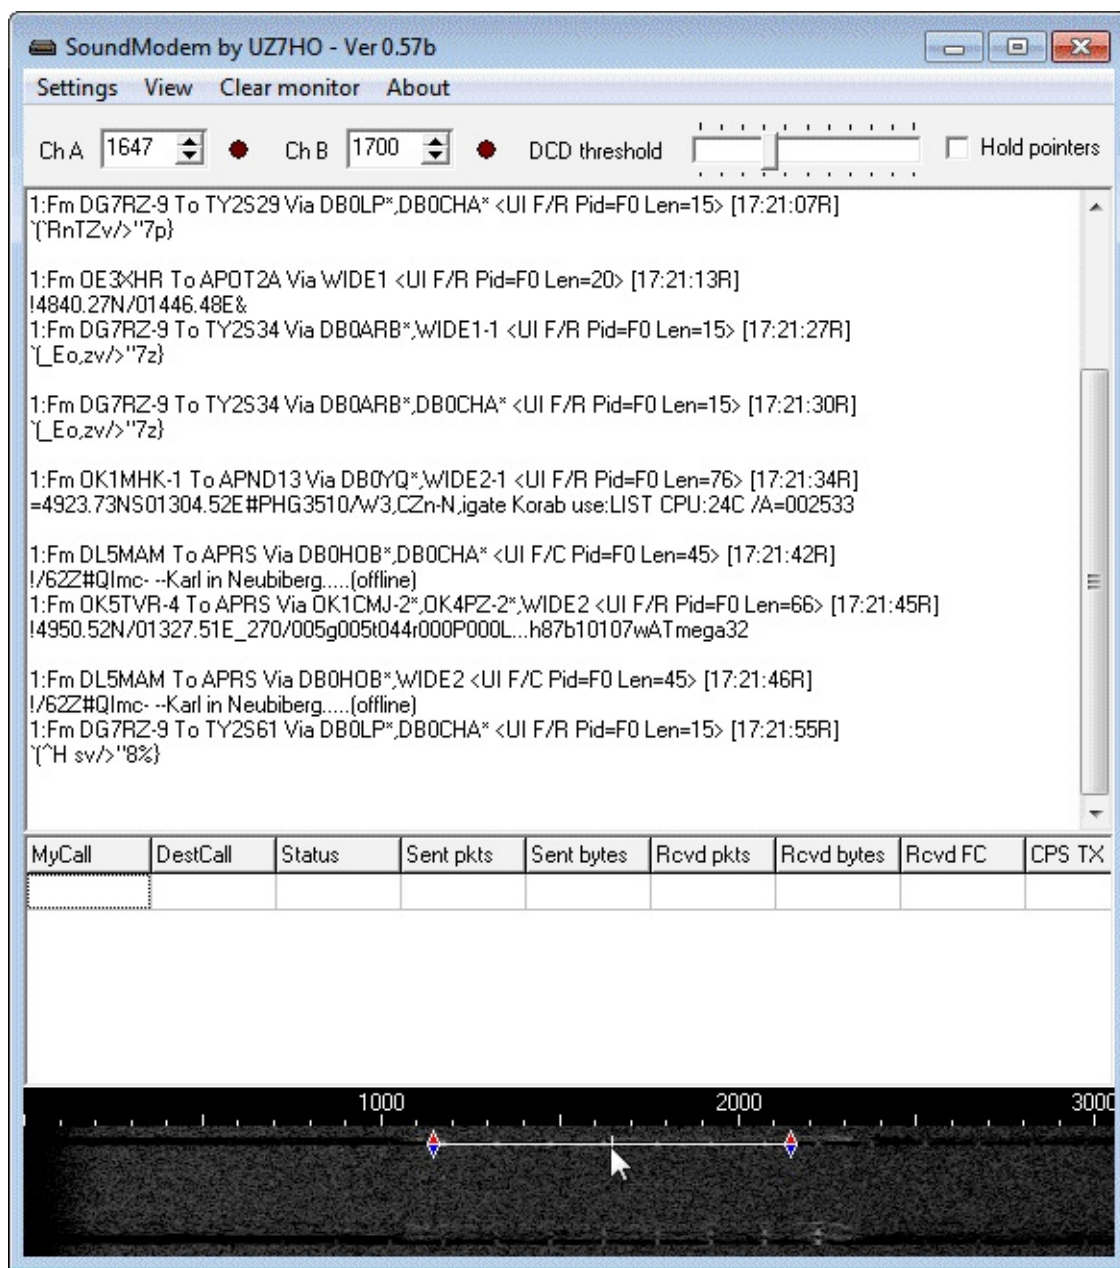 SoundModem by UZ7HO - Ver 0.57b
Settings View Clear monitor About
Ch A 1647 Ch B 1700 DCD threshold Hold pointers
1:Fm DG7RZ-9 To TY2S29 Via DB0LP*,DB0CHA* <UI F/R Pid=F0 Len=15> [17:21:07R]
`(`RnTZv/>"7p}
1:Fm OE3XHR To APOT2A Via WIDE1 <UI F/R Pid=F0 Len=20> [17:21:13R]
!4840.27N/01446.48E&
1:Fm DG7RZ-9 To TY2S34 Via DB0ARB*,WIDE1-1 <UI F/R Pid=F0 Len=15> [17:21:27R]
`(_Eo,zv/>"7z}
1:Fm DG7RZ-9 To TY2S34 Via DB0ARB*,DB0CHA* <UI F/R Pid=F0 Len=15> [17:21:30R]
`(_Eo,zv/>"7z}
1:Fm OK1MHK-1 To APND13 Via DB0YQ*,WIDE2-1 <UI F/R Pid=F0 Len=76> [17:21:34R]
=4923.73NS01304.52E#PHG3510/W3,CZn-N,igate Korab use:LIST CPU:24C /A=002533
1:Fm DL5MAM To APRS Via DB0HOB*,DB0CHA* <UI F/C Pid=F0 Len=45> [17:21:42R]
!/62Z#QImc- --Karl in Neubiberg.....(offline)
1:Fm OK5TVR-4 To APRS Via OK1CMJ-2*,OK4PZ-2*,WIDE2 <UI F/R Pid=F0 Len=66> [17:21:45R]
!4950.52N/01327.51E_270/005g005t044r000P000L...h87b10107wATmega32
1:Fm DL5MAM To APRS Via DB0HOB*,WIDE2 <UI F/C Pid=F0 Len=45> [17:21:46R]
!/62Z#QImc- --Karl in Neubiberg.....(offline)
1:Fm DG7RZ-9 To TY2S61 Via DB0LP*,DB0CHA* <UI F/R Pid=F0 Len=15> [17:21:55R]
`(^H sv/>"8%}
MyCall DestCall Status Sent pkts Sent bytes Rcvd pkts Rcvd bytes Rcvd FC CPS TX
1000 2000 3000